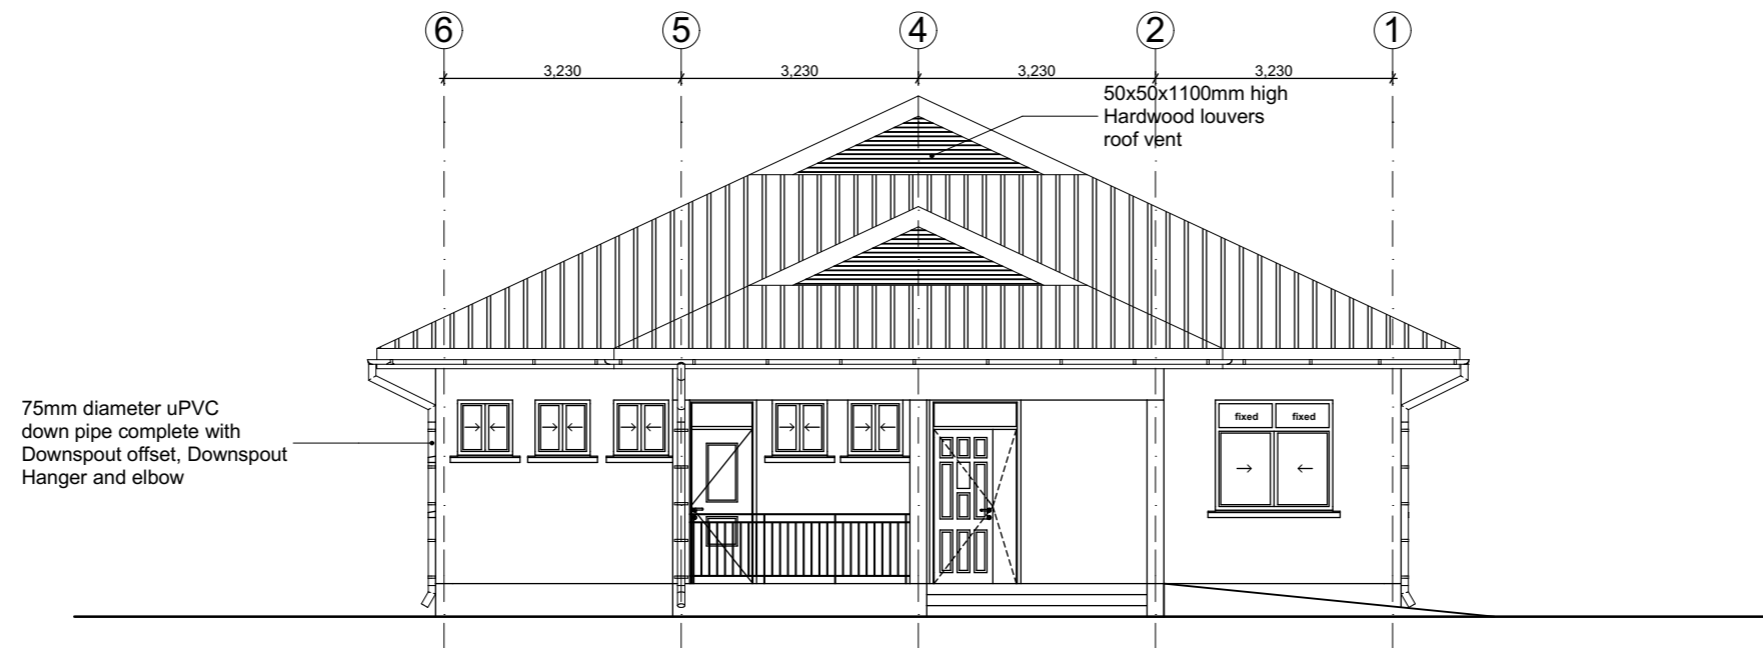 6 5 4 2 1
3,230 3,230 3,230 3,230
50x50x1100mm high
Hardwood louvers
roof vent
75mm diameter uPVC
down pipe complete with
Downspout offset, Downspout
Hanger and elbow
fixed fixed